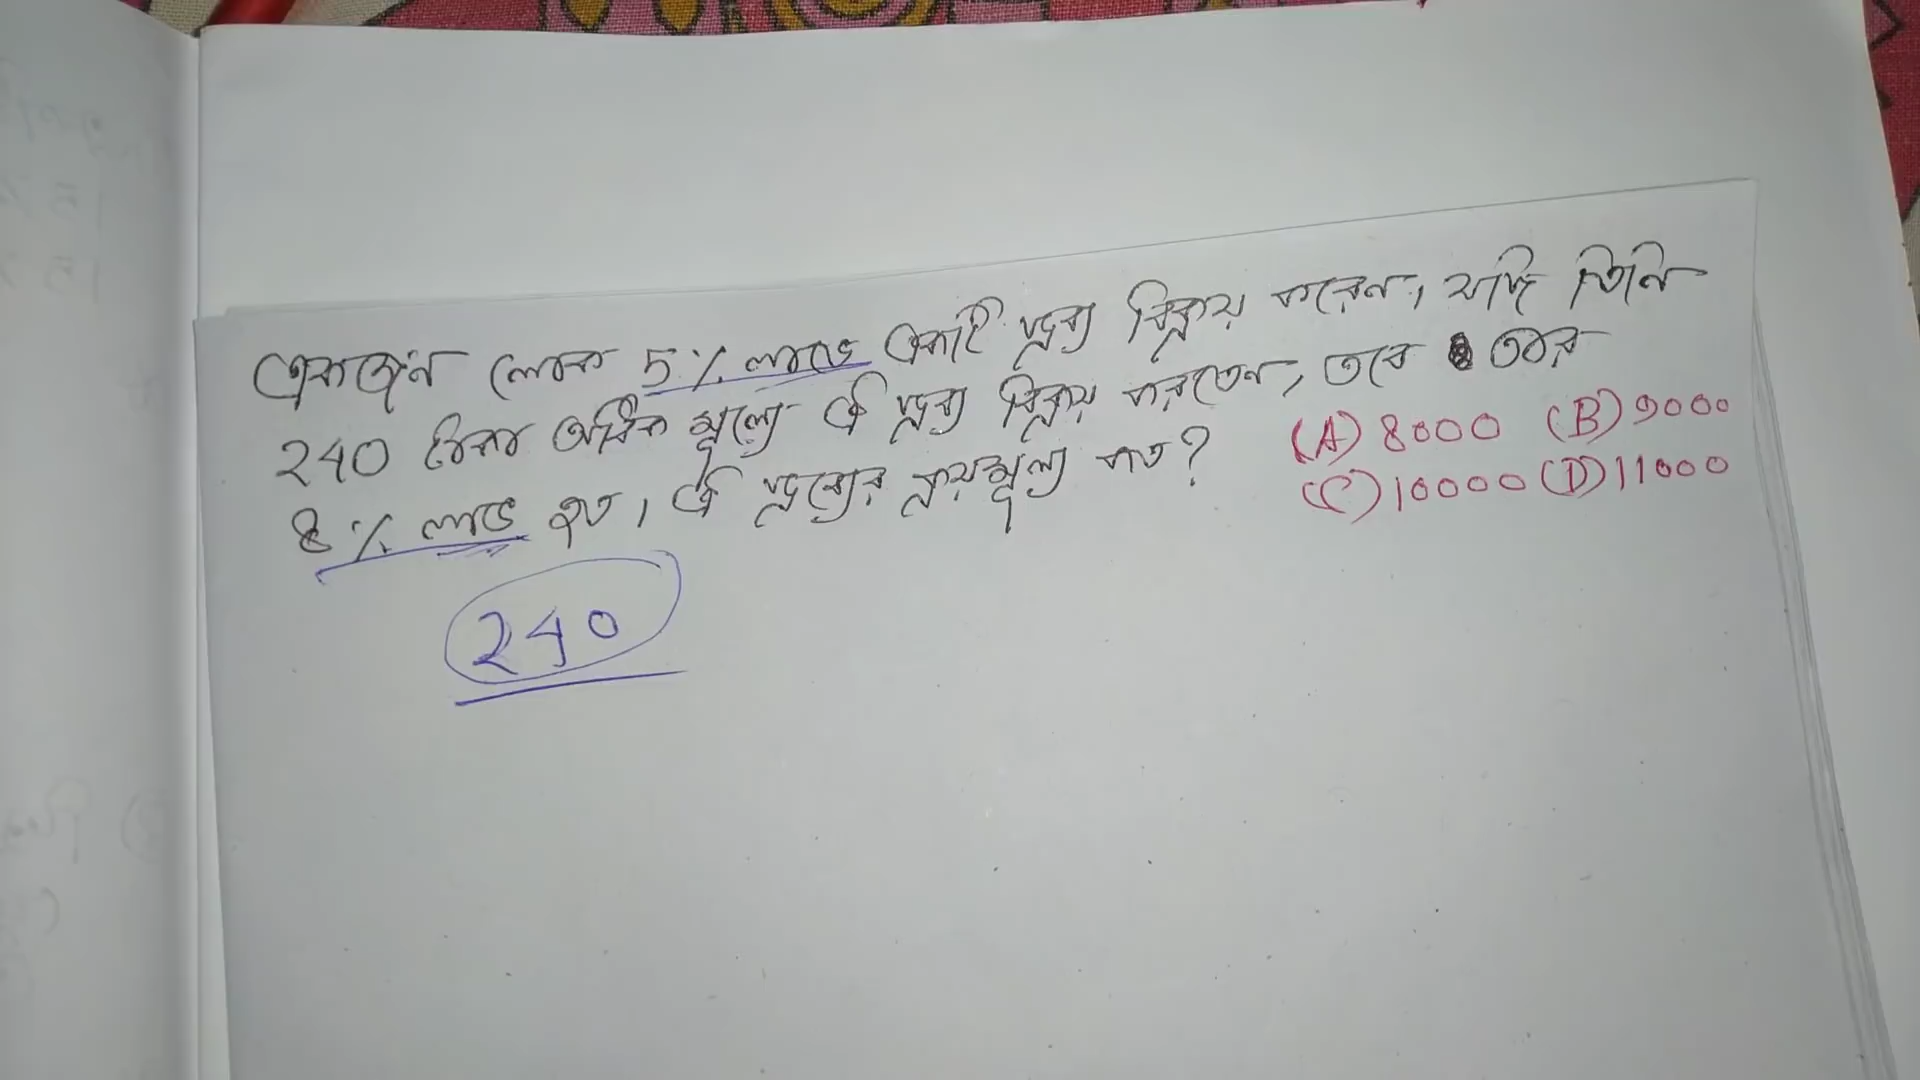 একজন লোক 5% লাভে একটি দ্রব্য বিক্রয় করেন, যদি তিনি
240 টাকা অধিক মূল্যে ঐ দ্রব্য বিক্রয় করতেন, তবে তার
8% লাভ হত, ঐ দ্রব্যের ক্রয়মূল্য কত?
(A) 8000 (B) 9000
(C) 10000 (D) 11000
240